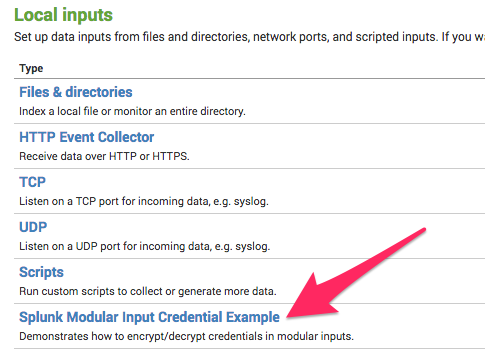 Local inputs
Set up data inputs from files and directories, network ports, and scripted inputs. If you
Type
Files & directories
Index a local file or monitor an entire directory.
HTTP Event Collector
Receive data over HTTP or HTTPS.
TCP
Listen on a TCP port for incoming data, e.g. syslog.
UDP
Listen on a UDP port for incoming data, e.g. syslog.
Scripts
Run custom scripts to collect or generate more data.
Splunk Modular Input Credential Example
Demonstrates how to encrypt/decrypt credentials in modular inputs.